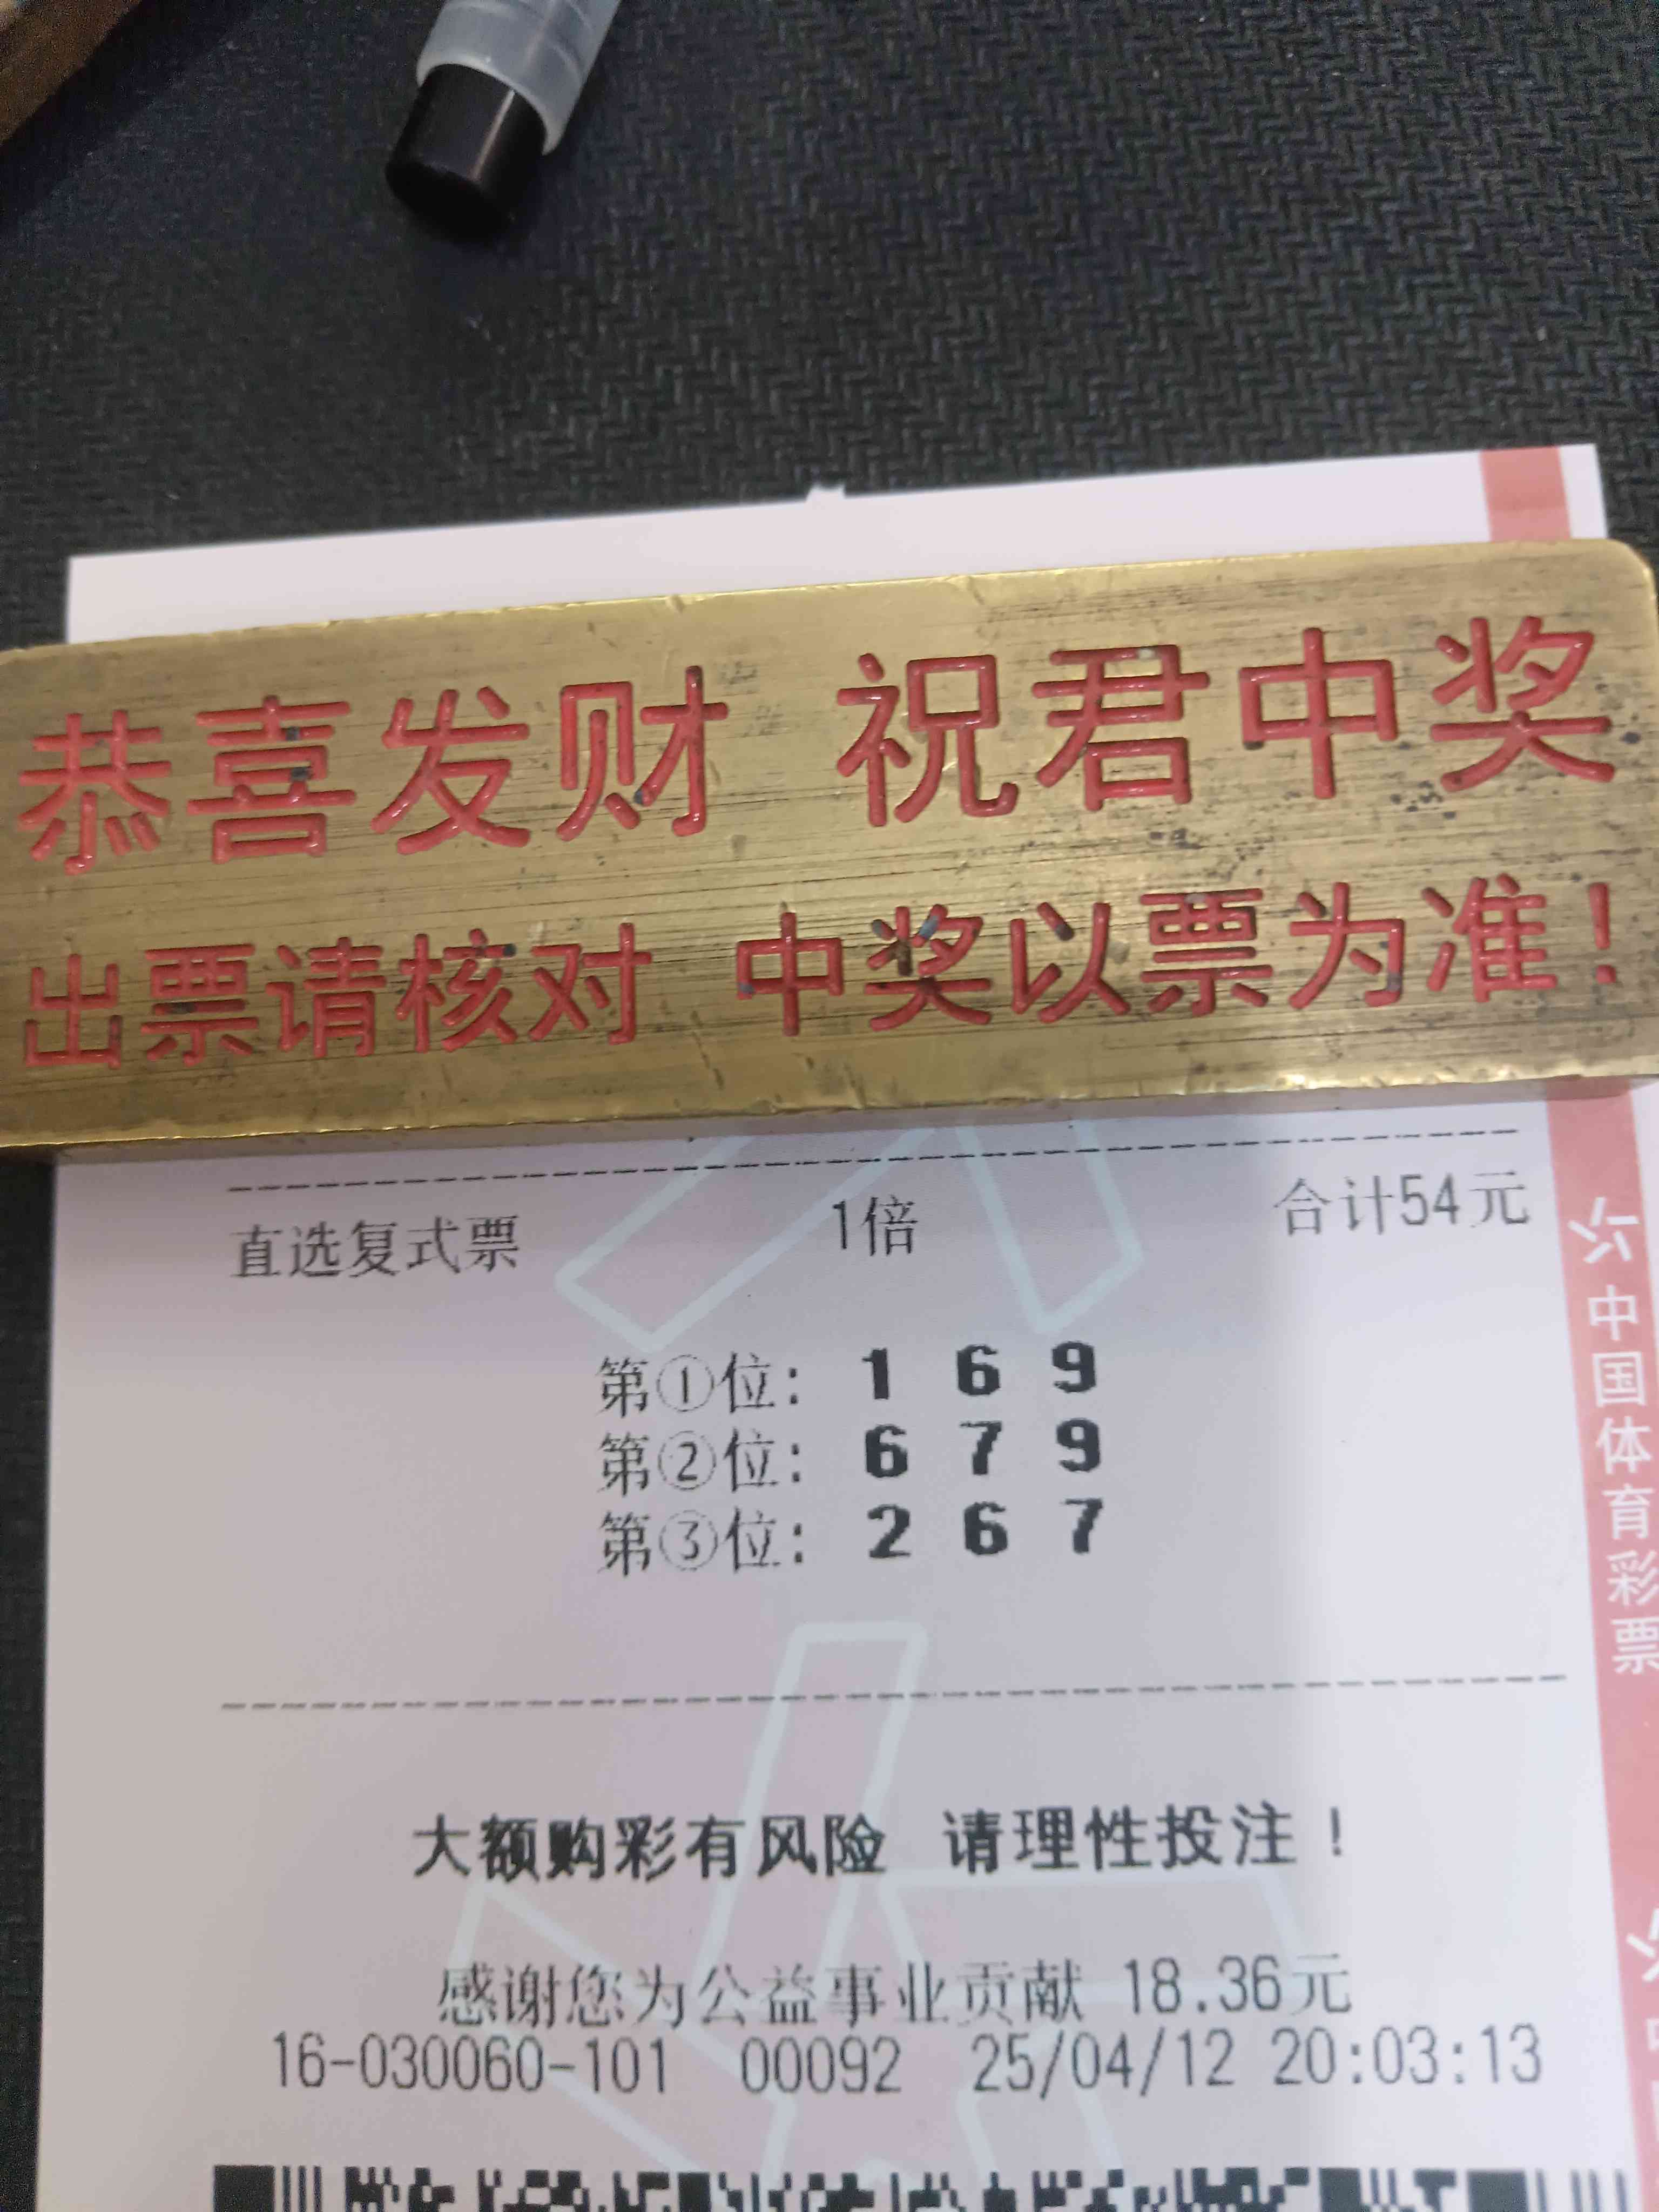 恭喜发财 祝君中奖
出票请核对 中奖以票为准！
直选复式票 1倍 合计54元
第①位： 1 6 9
第②位： 6 7 9
第③位： 2 6 7
大额购彩有风险 请理性投注！
感谢您为公益事业贡献 18.36元
16-030060-101 00092 25/04/12 20:03:13
中国体育彩票